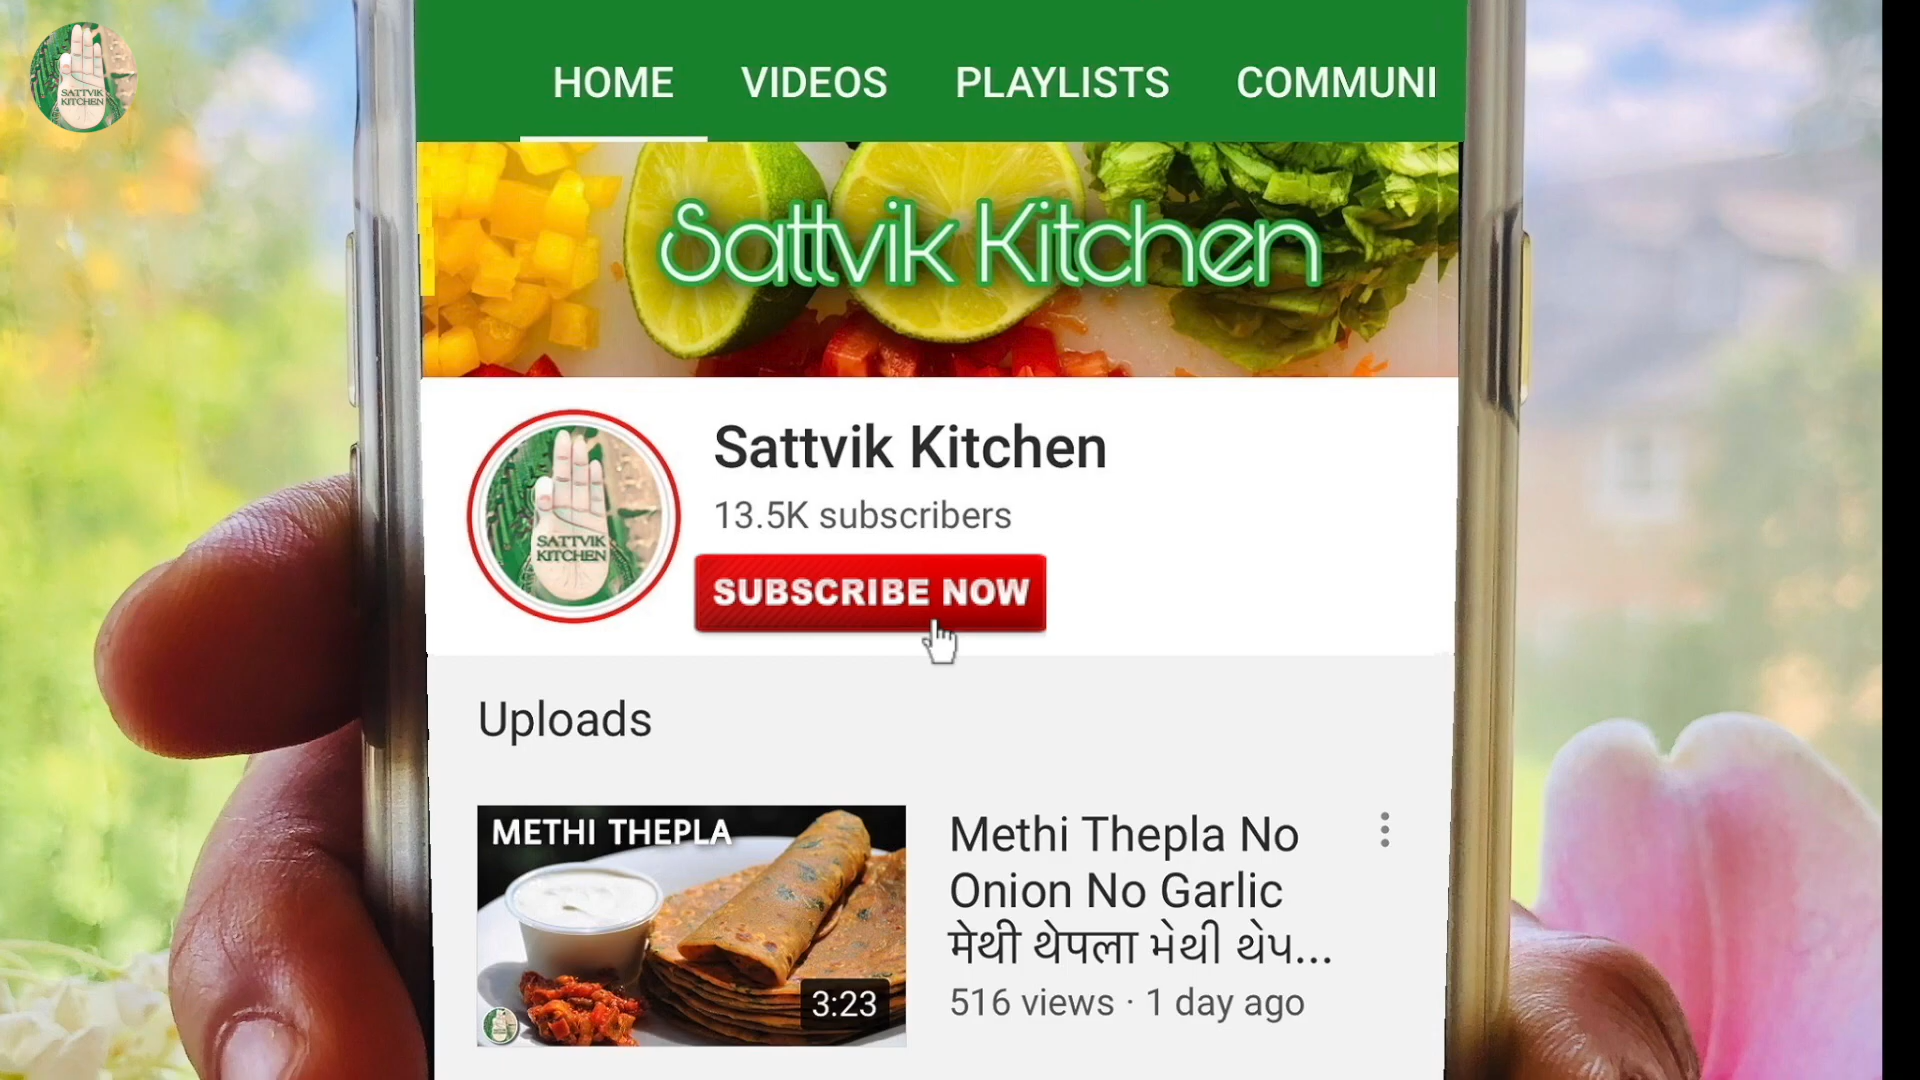 SATTVIK
KITCHEN
HOME VIDEOS PLAYLISTS COMMUNI
Sattvik Kitchen
Sattvik Kitchen
13.5K subscribers
SATTVIK
KITCHEN
SUBSCRIBE NOW
Uploads
METHI THEPLA
3:23
Methi Thepla No
Onion No Garlic
मेथी थेपला મેથી થેપ...
516 views · 1 day ago